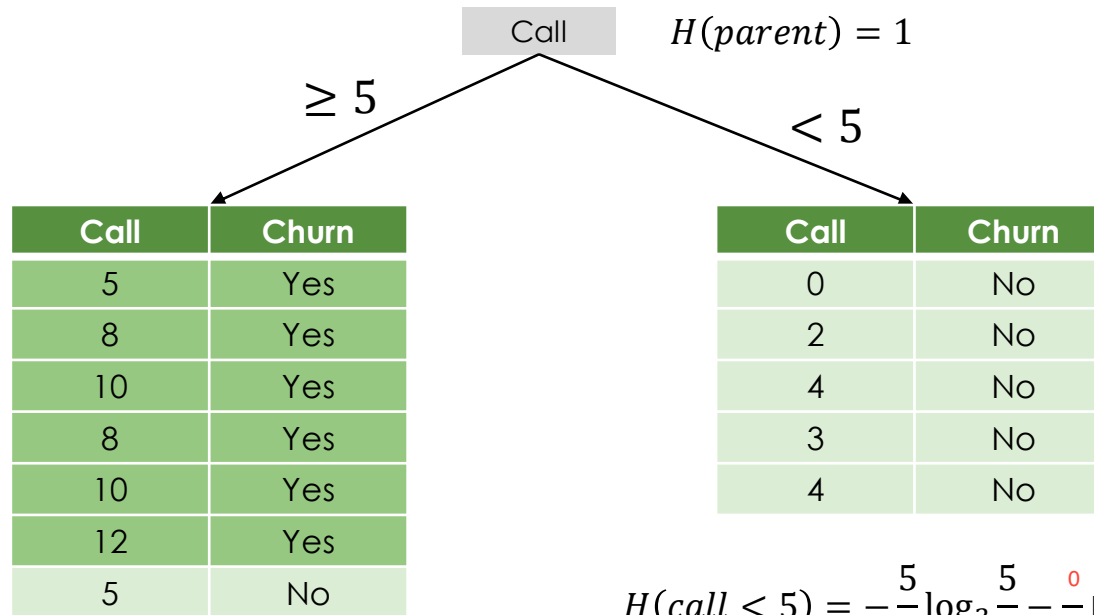 Call
H(parent) = 1
≥ 5
< 5
Call Churn
5 Yes
8 Yes
10 Yes
8 Yes
10 Yes
12 Yes
5 No
Call Churn
0 No
2 No
4 No
3 No
4 No
H(call < 5) = − 5 log 5 − 0